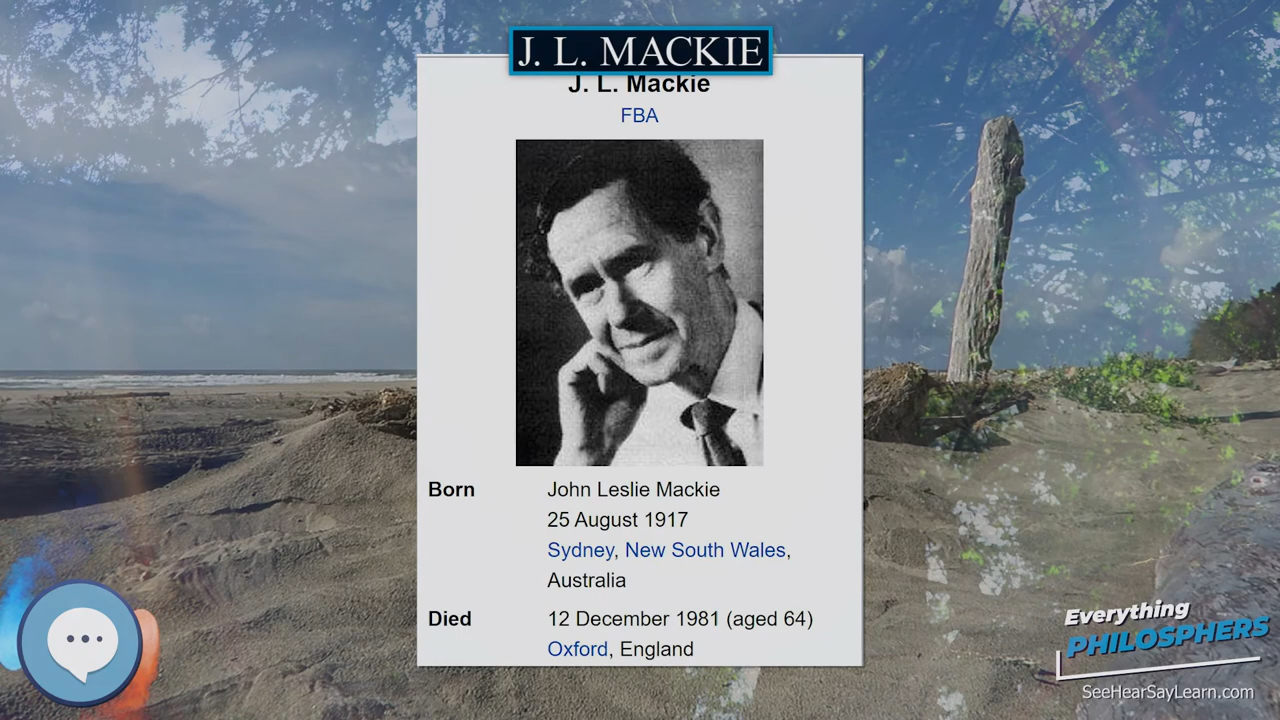 J. L. MACKIE
J. L. Mackie
FBA
Born John Leslie Mackie
25 August 1917
Sydney, New South Wales,
Australia
Died 12 December 1981 (aged 64)
Oxford, England
Everything
PHILOSPHERS
SeeHearSayLearn.com